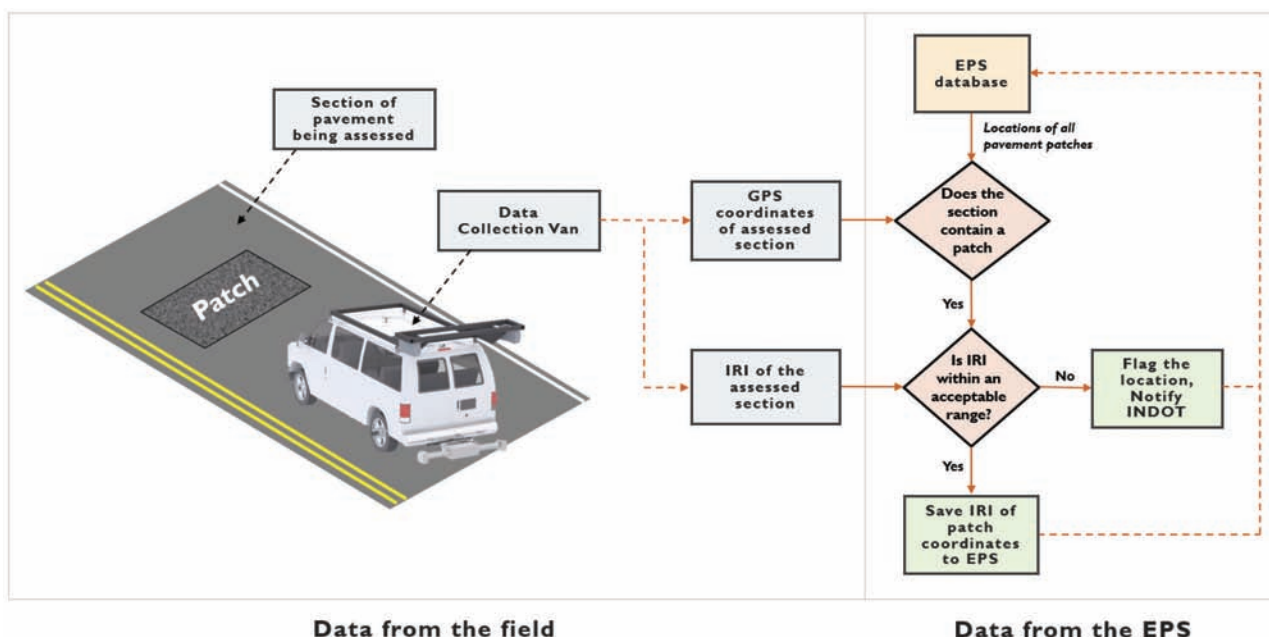 Section of
pavement
being assessed
Patch
Data
Collection Van
GPS
coordinates
of assessed
section
IRI of the
assessed
section
EPS
database
Locations of all
pavement patches
Does the
section
contain a
patch
Yes
Is IRI
within an
acceptable
range?
No
Flag the
location,
Notify
INDOT
Yes
Save IRI of
patch
coordinates
to EPS
Data from the field
Data from the EPS